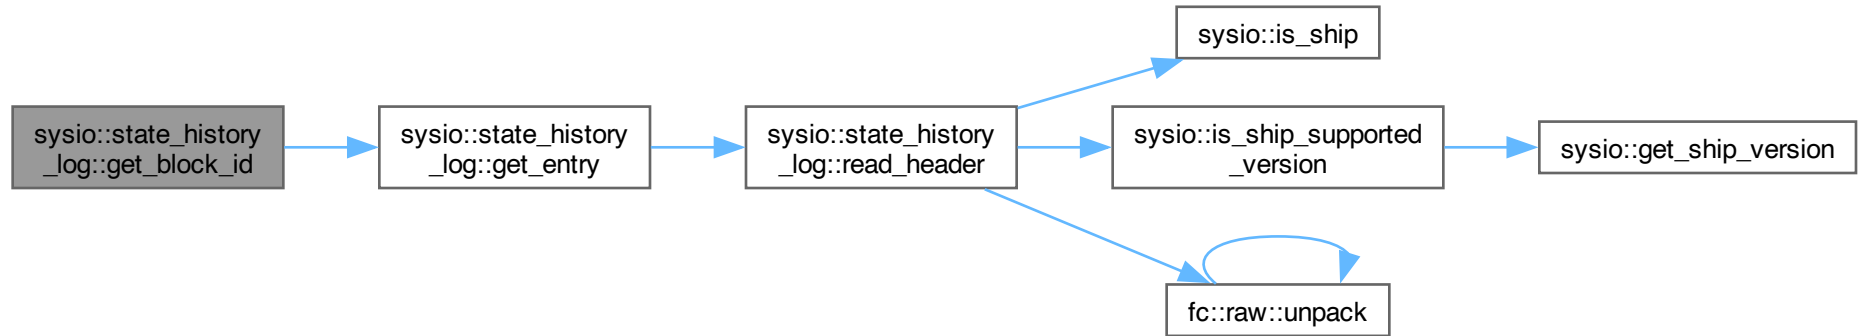 sysio::state_history
_log::get_block_id
sysio::state_history
_log::get_entry
sysio::state_history
_log::read_header
sysio::is_ship
sysio::is_ship_supported
_version
sysio::get_ship_version
fc::raw::unpack